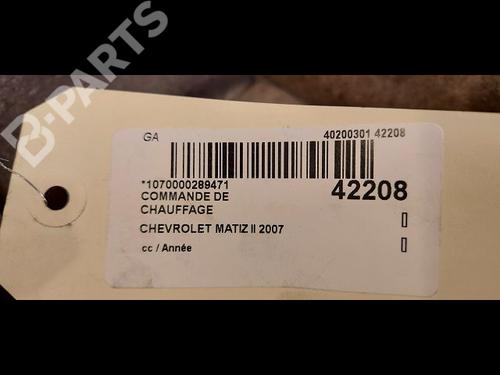 B-PARTS
GA
40200301 42208
*1070000289471
42208
COMMANDE DE
CHAUFFAGE
CHEVROLET MATIZ II 2007
cc / Année